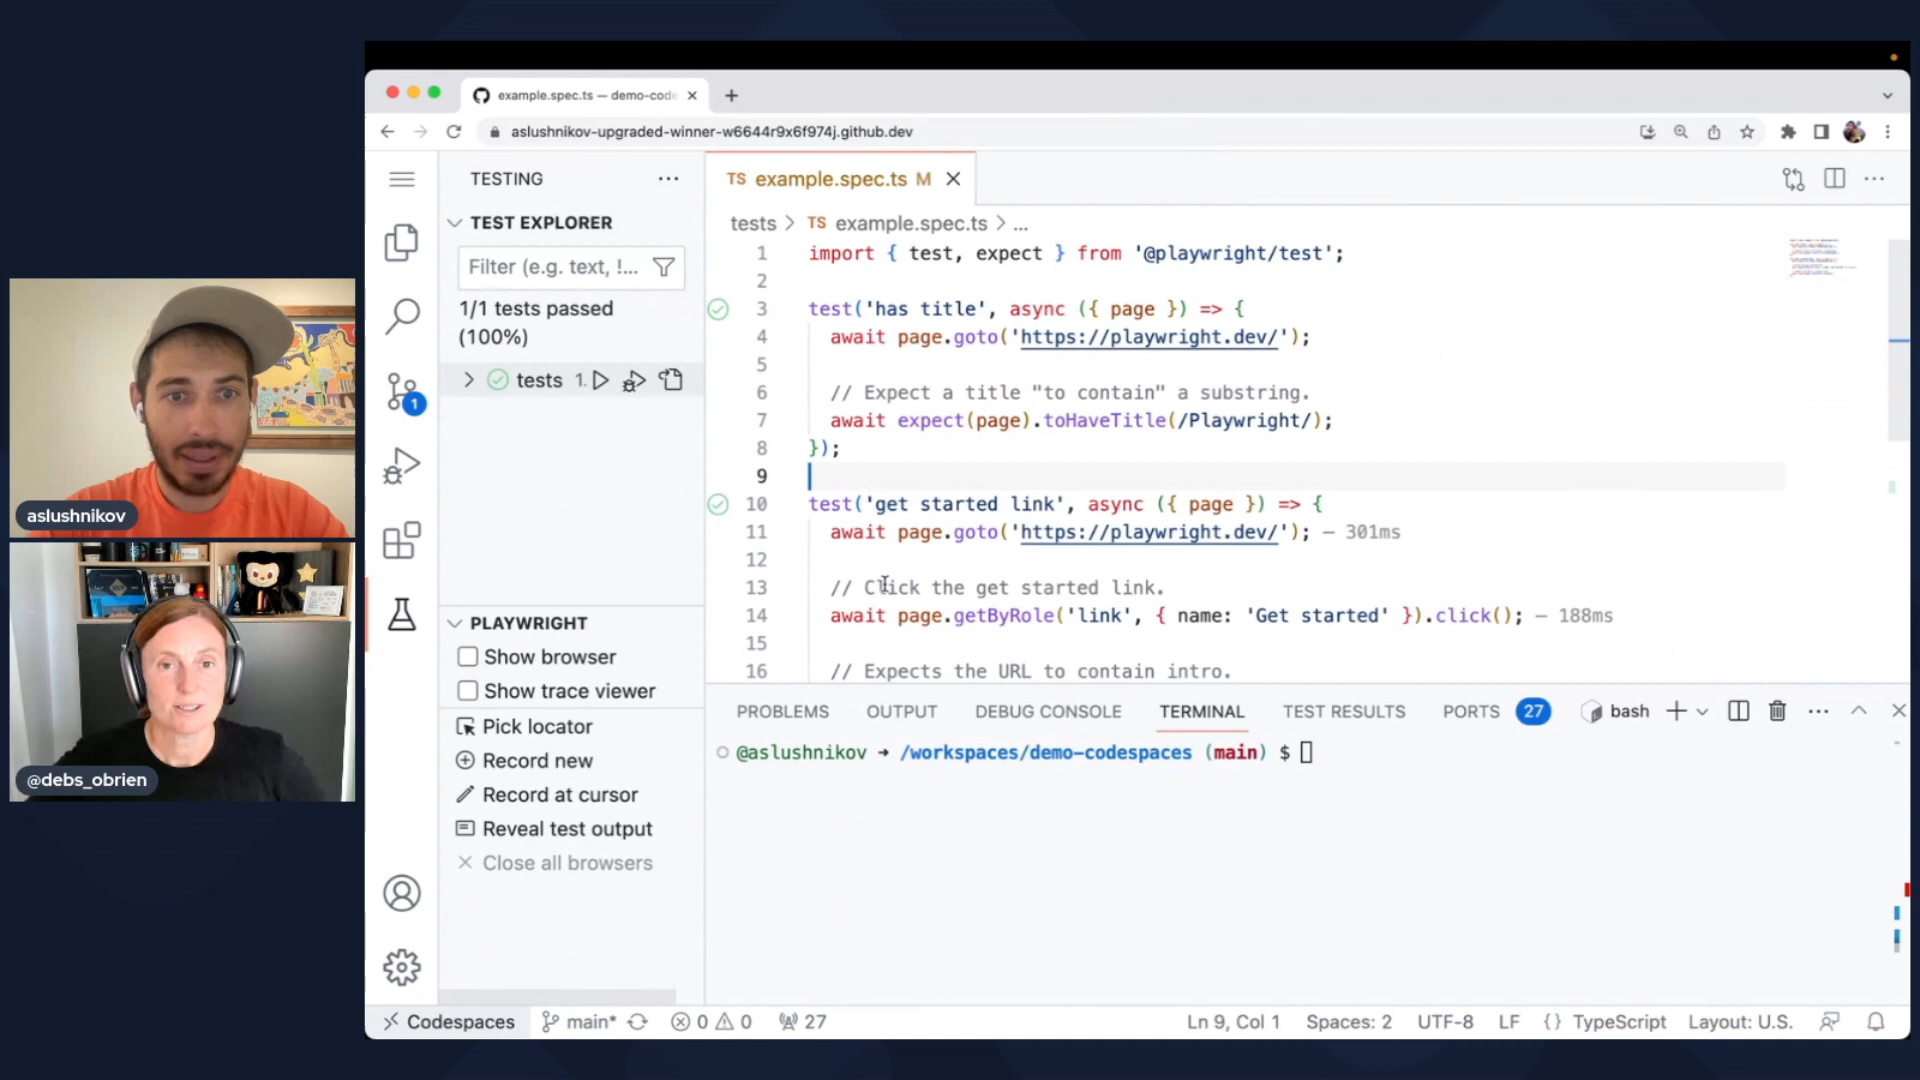 example.spec.ts — demo-code
aslushnikov-upgraded-winner-w6644r9x6f974j.github.dev
TESTING
TEST EXPLORER
Filter (e.g. text, !...
1/1 tests passed
(100%)
tests 1.
1
PLAYWRIGHT
Show browser
Show trace viewer
Pick locator
Record new
Record at cursor
Reveal test output
Close all browsers
TS example.spec.ts M
tests > TS example.spec.ts > ...
1 import { test, expect } from '@playwright/test';
2
3 test('has title', async ({ page }) => {
4 await page.goto('https://playwright.dev/');
5
6 // Expect a title "to contain" a substring.
7 await expect(page).toHaveTitle(/Playwright/);
8 });
9
10 test('get started link', async ({ page }) => {
11 await page.goto('https://playwright.dev/'); — 301ms
12
13 // Click the get started link.
14 await page.getByRole('link', { name: 'Get started' }).click(); — 188ms
15
16 // Expects the URL to contain intro.
PROBLEMS OUTPUT DEBUG CONSOLE TERMINAL TEST RESULTS PORTS 27 bash
@aslushnikov → /workspaces/demo-codespaces (main) $
Codespaces main* 0 0 27 Ln 9, Col 1 Spaces: 2 UTF-8 LF {} TypeScript Layout: U.S.
aslushnikov
@debs_obrien